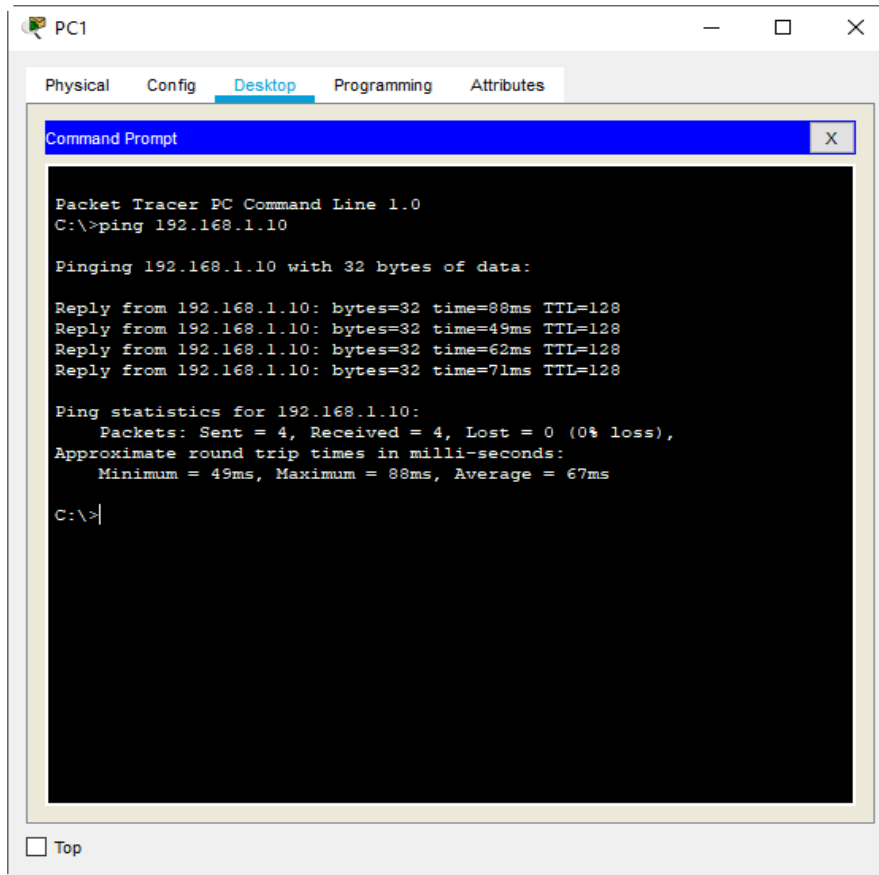 PC1
Physical Config Desktop Programming Attributes
Command Prompt X
Packet Tracer PC Command Line 1.0
C:\>ping 192.168.1.10
Pinging 192.168.1.10 with 32 bytes of data:
Reply from 192.168.1.10: bytes=32 time=88ms TTL=128
Reply from 192.168.1.10: bytes=32 time=49ms TTL=128
Reply from 192.168.1.10: bytes=32 time=62ms TTL=128
Reply from 192.168.1.10: bytes=32 time=71ms TTL=128
Ping statistics for 192.168.1.10:
Packets: Sent = 4, Received = 4, Lost = 0 (0% loss),
Approximate round trip times in milli-seconds:
Minimum = 49ms, Maximum = 88ms, Average = 67ms
C:\>
Top